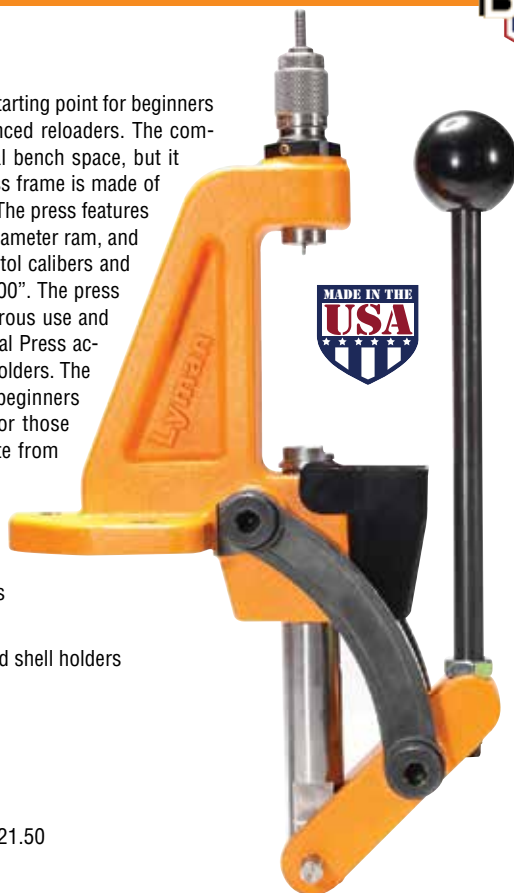 tarting point for beginners
nced reloaders. The com-
l bench space, but it
ss frame is made of
The press features
ameter ram, and
tol calibers and
00”. The press
rous use and
al Press ac-
olders. The
beginners
or those
te from
s
d shell holders
21.50
Lyman
MADE IN THE
USA